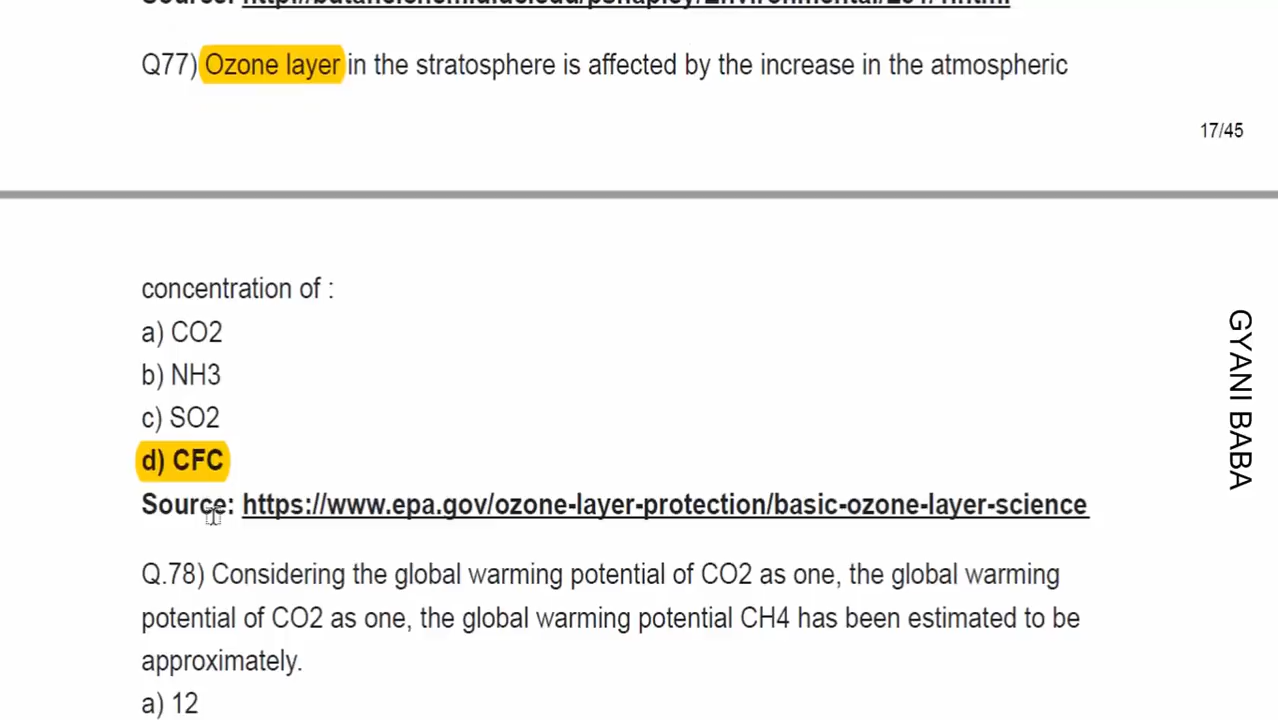 Q77) Ozone layer in the stratosphere is affected by the increase in the atmospheric
17/45
concentration of :
a) CO2
b) NH3
c) SO2
d) CFC
Source: https://www.epa.gov/ozone-layer-protection/basic-ozone-layer-science
Q.78) Considering the global warming potential of CO2 as one, the global warming
potential of CO2 as one, the global warming potential CH4 has been estimated to be
approximately.
a) 12
GYANI BABA